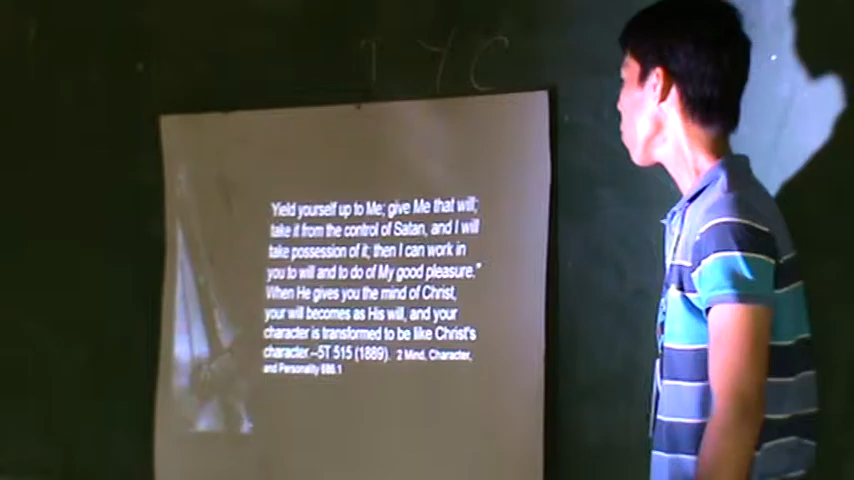 T Y C
Yield yourself up to Me; give Me that will;
take it from the control of Satan, and I will
take possession of it; then I can work in
you to will and to do of My good pleasure."
When He gives you the mind of Christ,
your will becomes as His will, and your
character is transformed to be like Christ's
character.--5T 515 (1889). 2 Mind, Character,
and Personality 686.1